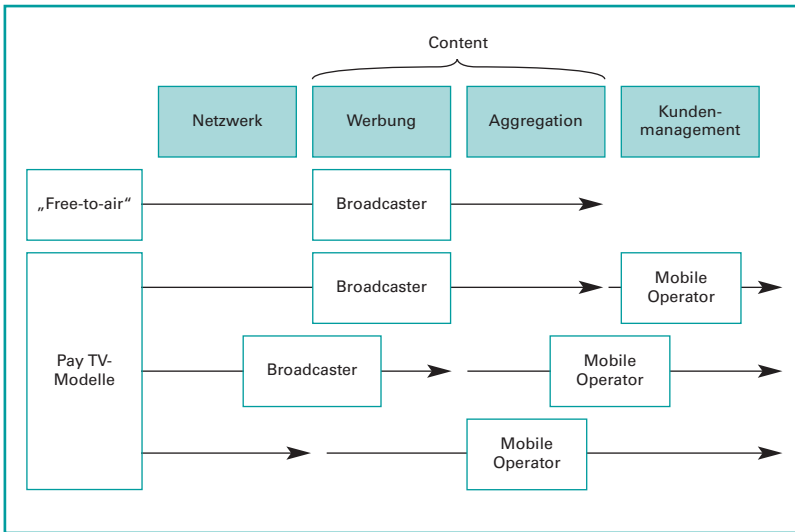 Content
Netzwerk
Werbung
Aggregation
Kunden-
management
„Free-to-air“
Broadcaster
Pay TV-
Modelle
Broadcaster
Mobile
Operator
Broadcaster
Mobile
Operator
Mobile
Operator